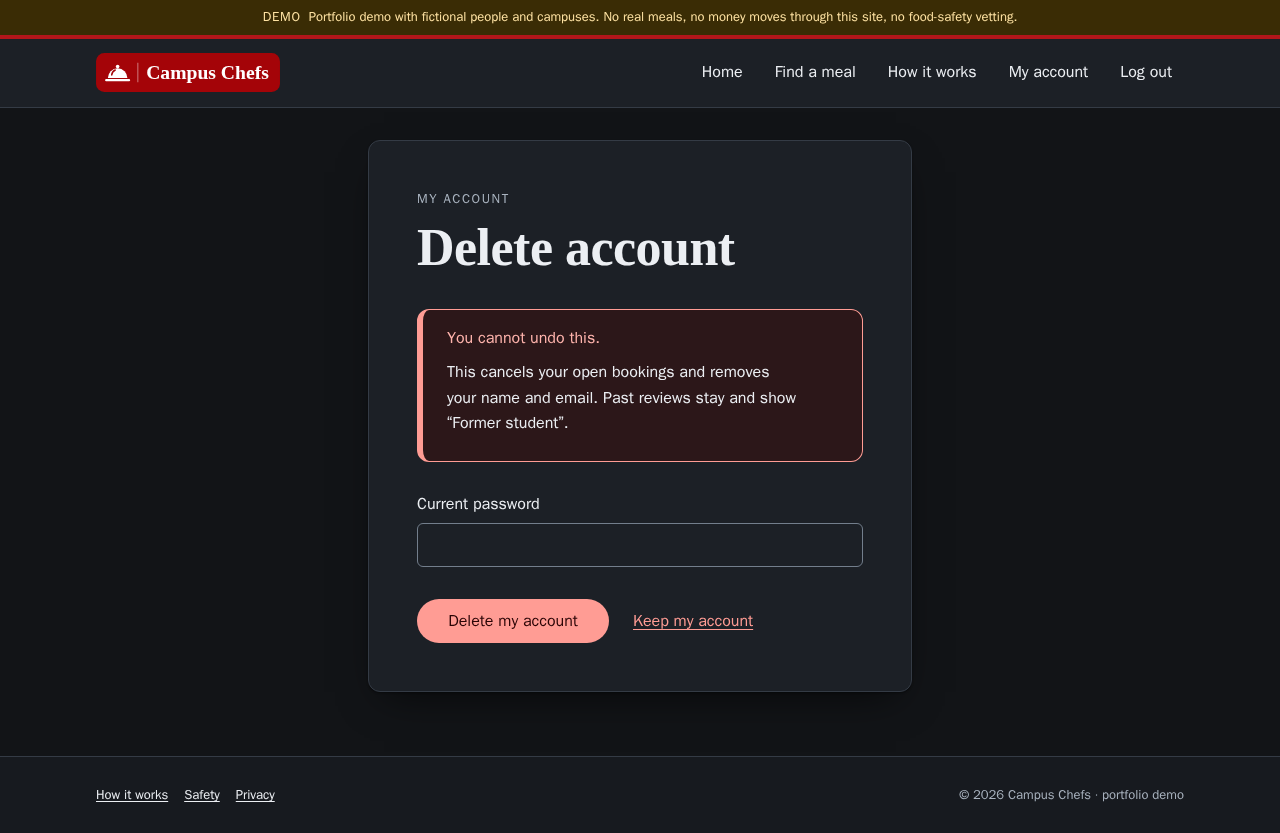 DEMO Portfolio demo with fictional people and campuses. No real meals, no money moves through this site, no food-safety vetting.
Campus Chefs
Home
Find a meal
How it works
My account
Log out
MY ACCOUNT
Delete account
You cannot undo this.
This cancels your open bookings and removes
your name and email. Past reviews stay and show
“Former student”.
Current password
Delete my account
Keep my account
How it works
Safety
Privacy
© 2026 Campus Chefs · portfolio demo